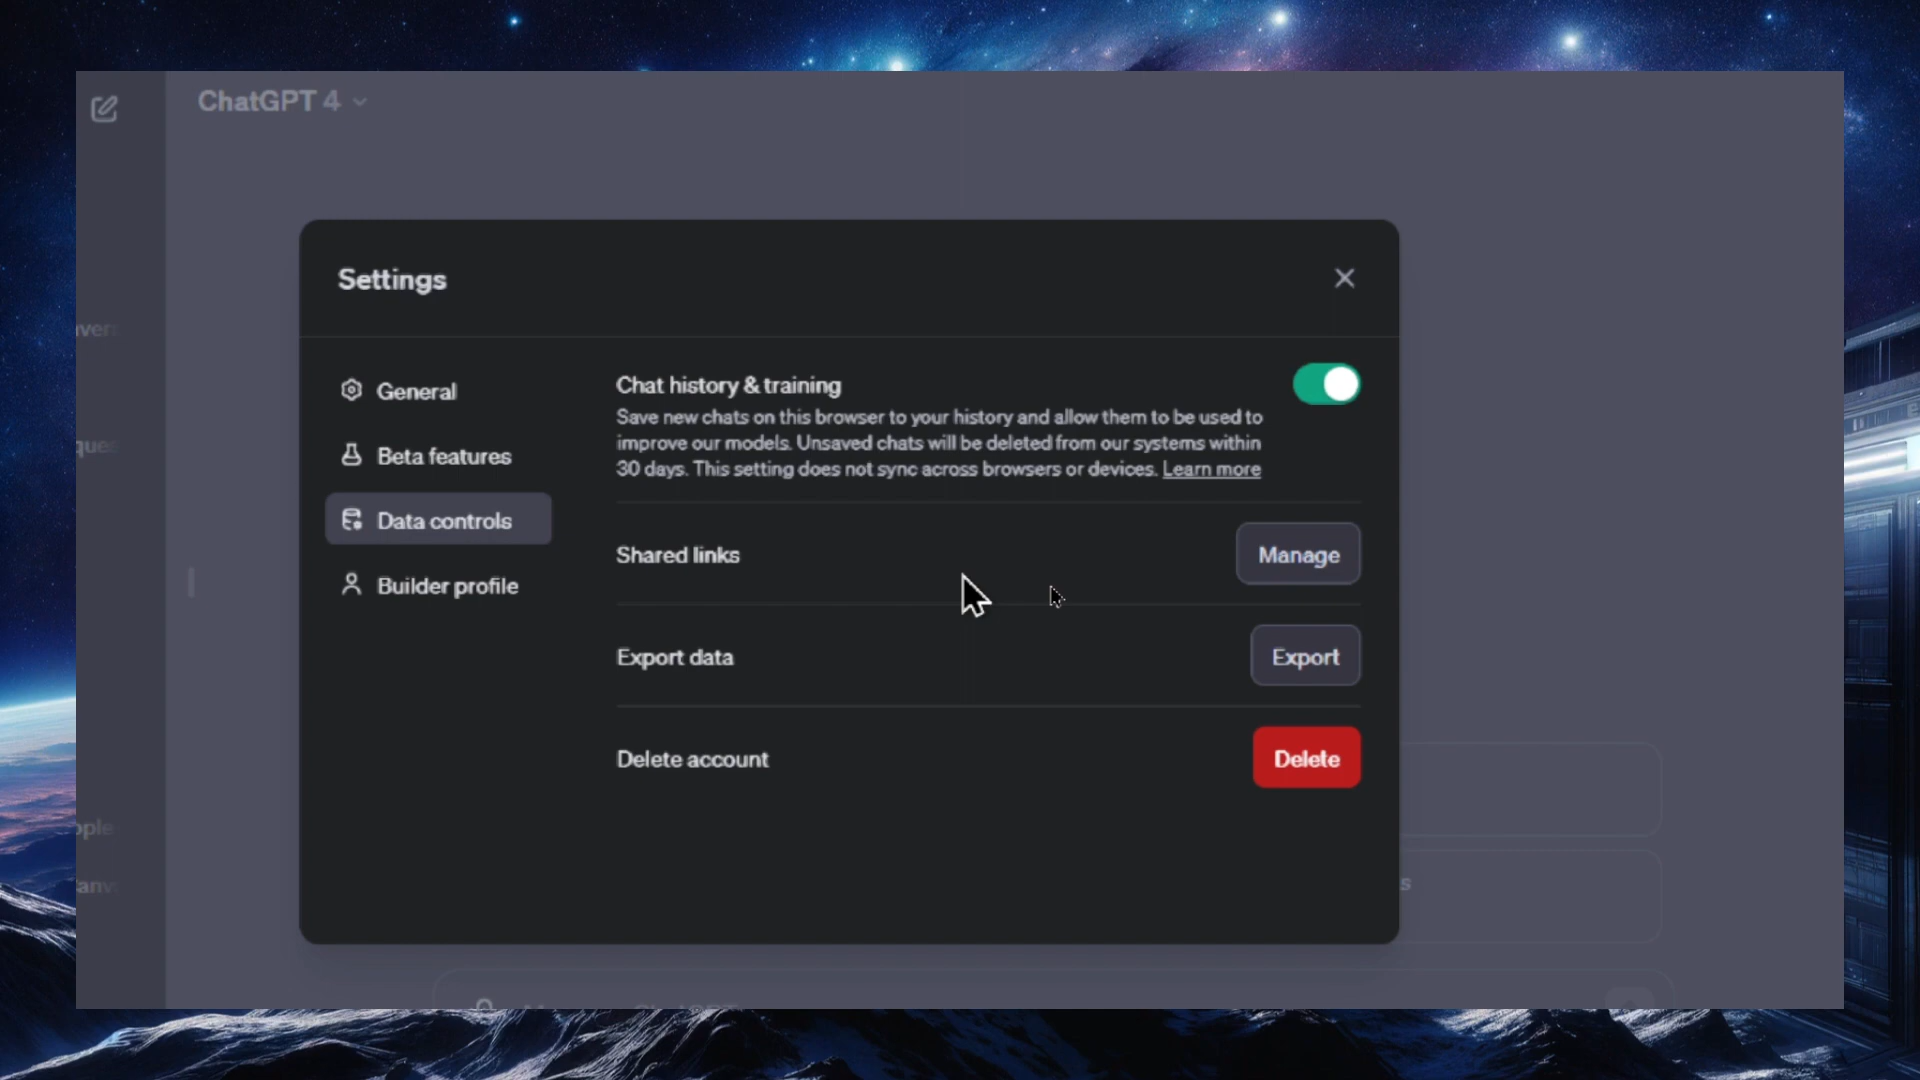 ChatGPT 4
Settings
General
Beta features
Data controls
Builder profile
Chat history & training
Save new chats on this browser to your history and allow them to be used to
improve our models. Unsaved chats will be deleted from our systems within
30 days. This setting does not sync across browsers or devices. Learn more
Shared links
Manage
Export data
Export
Delete account
Delete